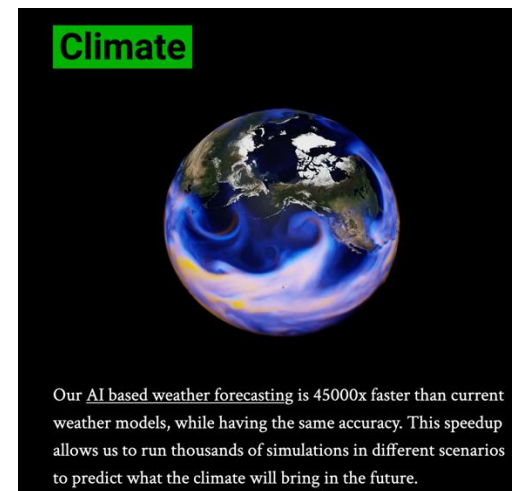 Climate
Our AI based weather forecasting is 45000x faster than current
weather models, while having the same accuracy. This speedup
allows us to run thousands of simulations in different scenarios
to predict what the climate will bring in the future.